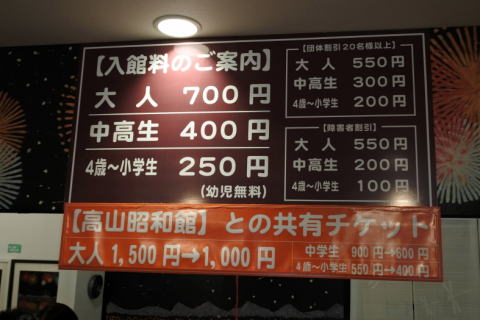 【入館料のご案内】
大人 700円
中高生 400円
4歳〜小学生 250円
(幼児無料)
【団体割引20名様以上】
大人 550円
中高生 300円
4歳〜小学生 200円
【障害者割引】
大人 550円
中高生 200円
4歳〜小学生 100円
【高山昭和館】との共有チケット
大人1,500円→1,000円
中学生 900円→600円
4歳〜小学生 550円→400円